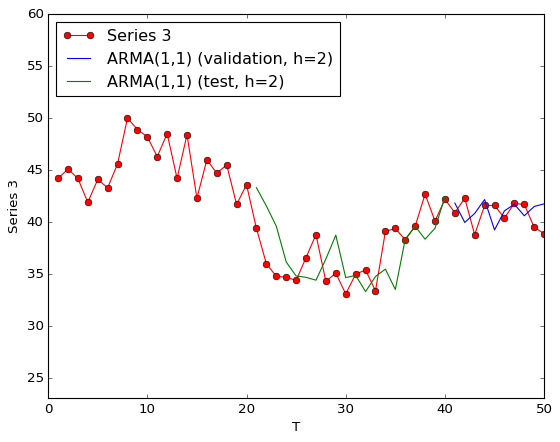 60
55
50
45
40
35
30
25
0
10
20
30
40
50
T
Series 3
Series 3
ARMA(1,1) (validation, h=2)
ARMA(1,1) (test, h=2)